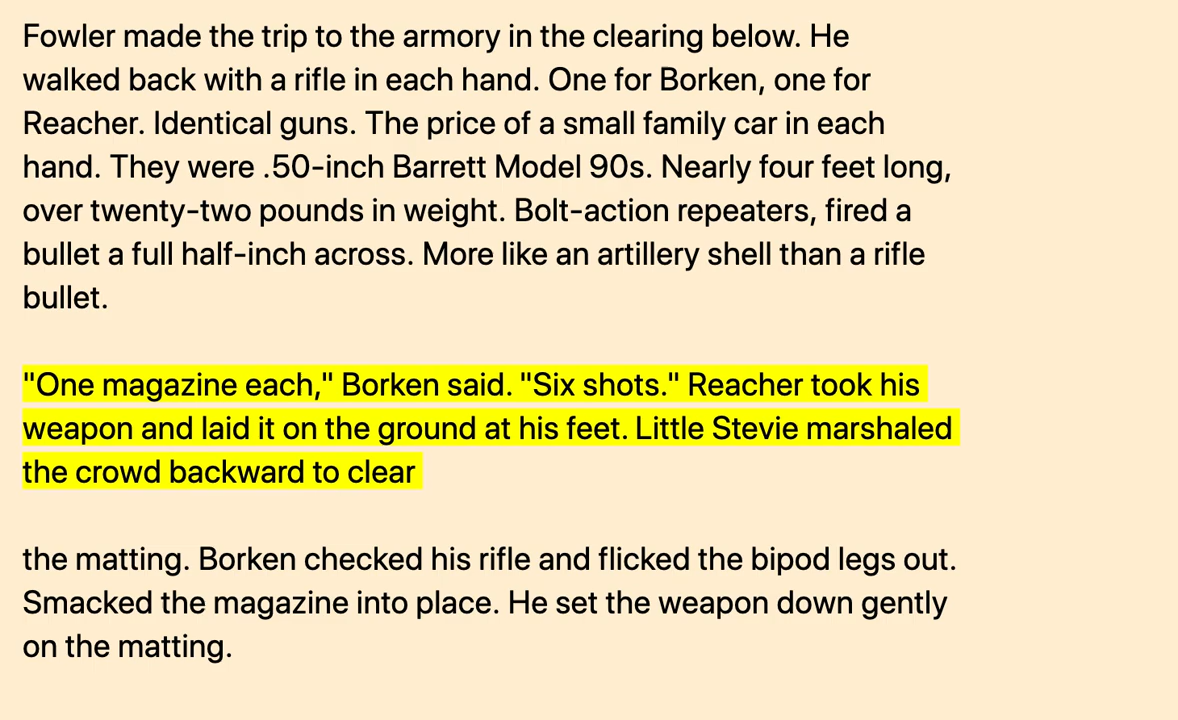 Fowler made the trip to the armory in the clearing below. He
walked back with a rifle in each hand. One for Borken, one for
Reacher. Identical guns. The price of a small family car in each
hand. They were .50-inch Barrett Model 90s. Nearly four feet long,
over twenty-two pounds in weight. Bolt-action repeaters, fired a
bullet a full half-inch across. More like an artillery shell than a rifle
bullet.
"One magazine each," Borken said. "Six shots." Reacher took his
weapon and laid it on the ground at his feet. Little Stevie marshaled
the crowd backward to clear
the matting. Borken checked his rifle and flicked the bipod legs out.
Smacked the magazine into place. He set the weapon down gently
on the matting.